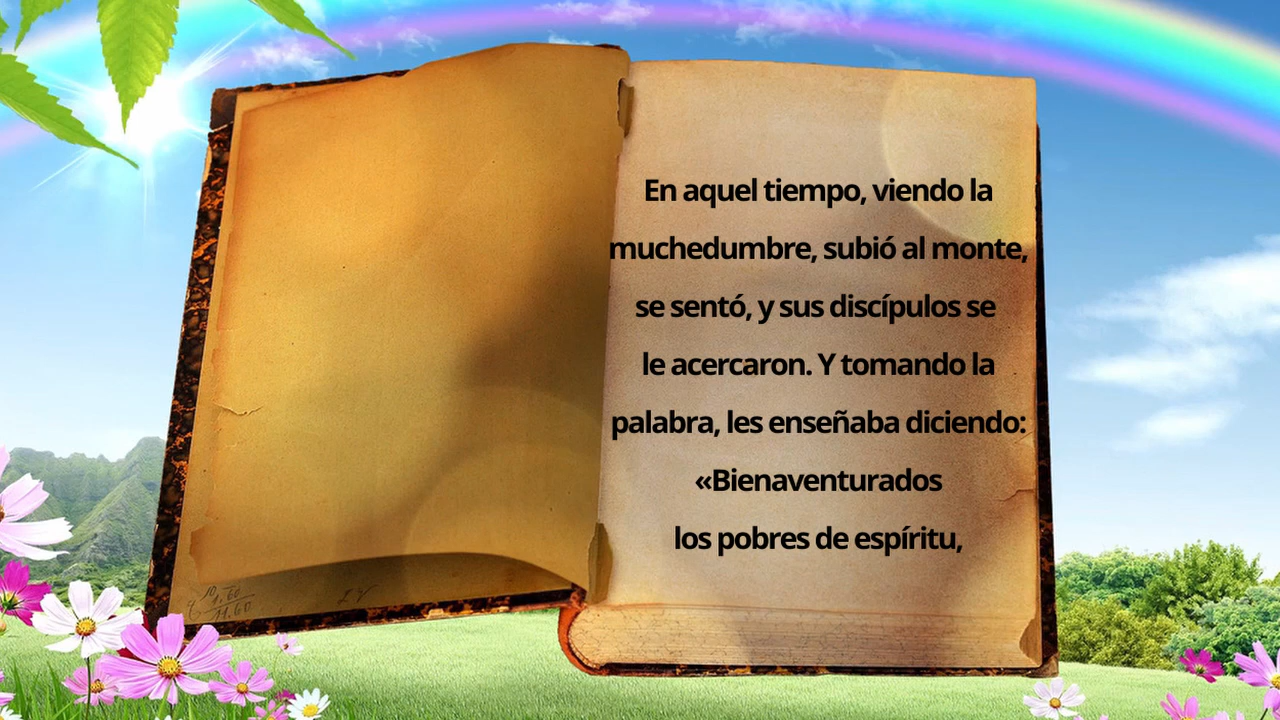 En aquel tiempo, viendo la
muchedumbre, subió al monte,
se sentó, y sus discípulos se
le acercaron. Y tomando la
palabra, les enseñaba diciendo:
«Bienaventurados
los pobres de espíritu,